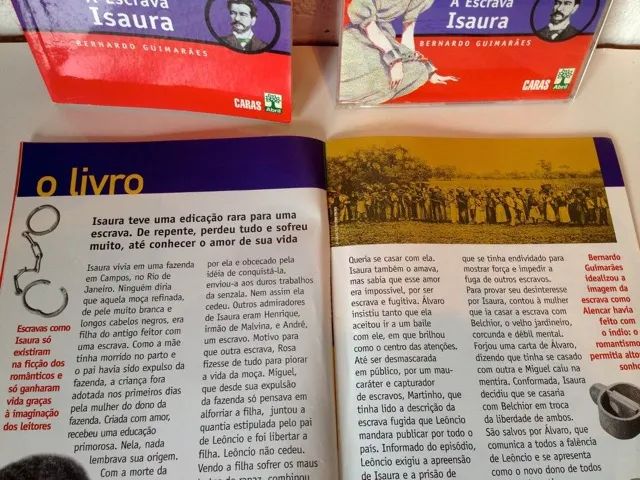 A Escrava
Isaura
BERNARDO GUIMARÃES
CARAS
Abril
A Escrava
Isaura
BERNARDO GUIMARÃES
CARAS
Abril
o livro
Isaura teve uma edicação rara para uma
escrava. De repente, perdeu tudo e sofreu
muito, até conhecer o amor de sua vida
Escravas como
Isaura só
existiram
na ficção dos
românticos e
só ganharam
vida graças
à imaginação
dos leitores
Isaura vivia em uma fazenda
em Campos, no Rio de
Janeiro. Ninguém diria
que aquela moça refinada,
de pele muito branca e
longos cabelos negros, era
filha do antigo feitor com
uma escrava. Como a mãe
tinha morrido no parto e
o pai havia sido expulso da
fazenda, a criança fora
adotada nos primeiros dias
pela mulher do dono da
fazenda. Criada com amor,
recebeu uma educação
primorosa. Nela, nada
lembrava sua origem.
Com a morte da
por ela e obcecado pela
idéia de conquistá-la,
enviou-a aos duros trabalhos
da senzala. Nem assim ela
cedeu. Outros admiradores
de Isaura eram Henrique,
irmão de Malvina, e André,
um escravo. Motivo para
que outra escrava, Rosa
fizesse de tudo para piorar
a vida da moça. Miguel,
que desde sua expulsão
da fazenda só pensava em
alforriar a filha, juntou a
quantia estipulada pelo pai
de Leôncio e foi libertar a
filha. Leôncio não cedeu.
Vendo a filha sofrer os maus
Queria se casar com ela.
Isaura também o amava,
mas sabia que esse amor
era impossível, por ser
escrava e fugitiva. Álvaro
insistiu tanto que ela
aceitou ir a um baile
com ele, em que brilhou
como o centro das atenções.
Até ser desmascarada
em público, por um mau-
caráter e capturador
de escravos, Martinho, que
tinha lido a descrição da
escrava fugida que Leôncio
mandara publicar por todo o
país. Informado do episódio,
Leôncio exigiu a apreensão
de Isaura e a prisão de
que se tinha endividado para
mostrar força e impedir a
fuga de outros escravos.
Para provar seu desinteresse
por Isaura, contou à mulher
que ia casar a escrava com
Belchior, o velho jardineiro,
corcunda e débil mental.
Forjou uma carta de Álvaro,
dizendo que tinha se casado
com outra e Miguel caiu na
mentira. Conformada, Isaura
decidiu que se casaria
com Belchior em troca
da liberdade de ambos.
São salvos por Álvaro, que
comunica a todos a falência
de Leôncio e se apresenta
como o novo dono de todos
Bernardo
Guimarães
idealizou a
imagem da
escrava como
Alencar havia
feito com
o índio: o
romantismo
permitia alto
sonho